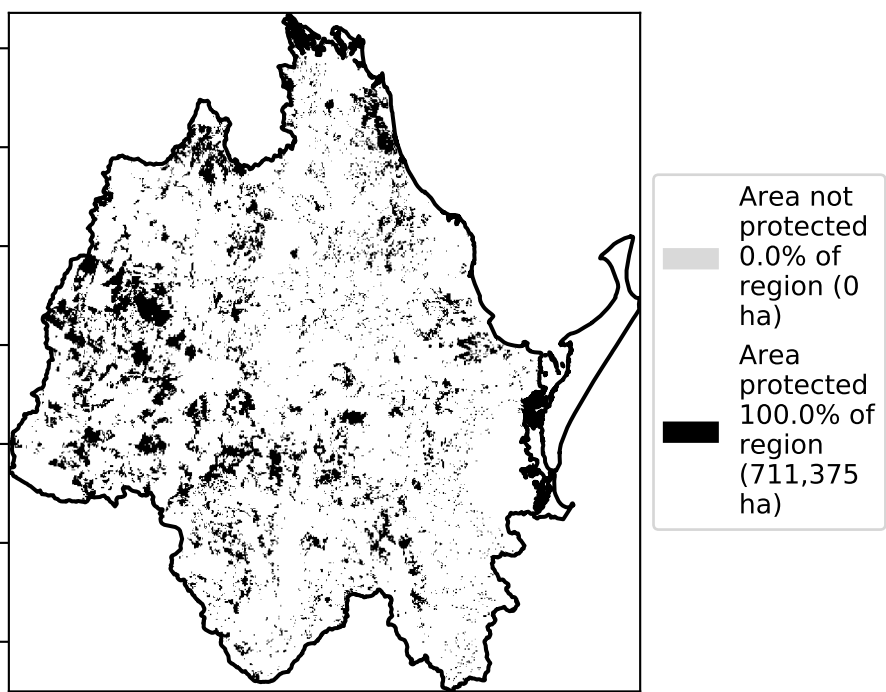 Area not
protected
0.0% of
region (0
ha)
Area
protected
100.0% of
region
(711,375
ha)